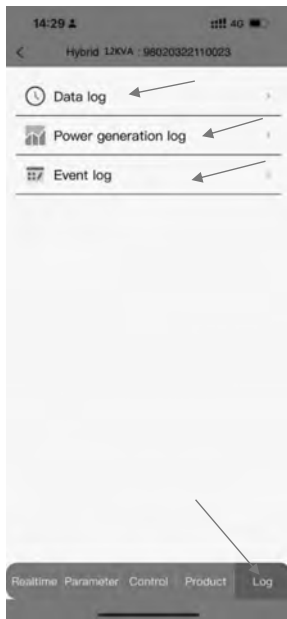 14:29 4G
Hybrid 12KVA : 98020322110023
Data log
Power generation log
Event log
Realtime Parameter Control Product Log